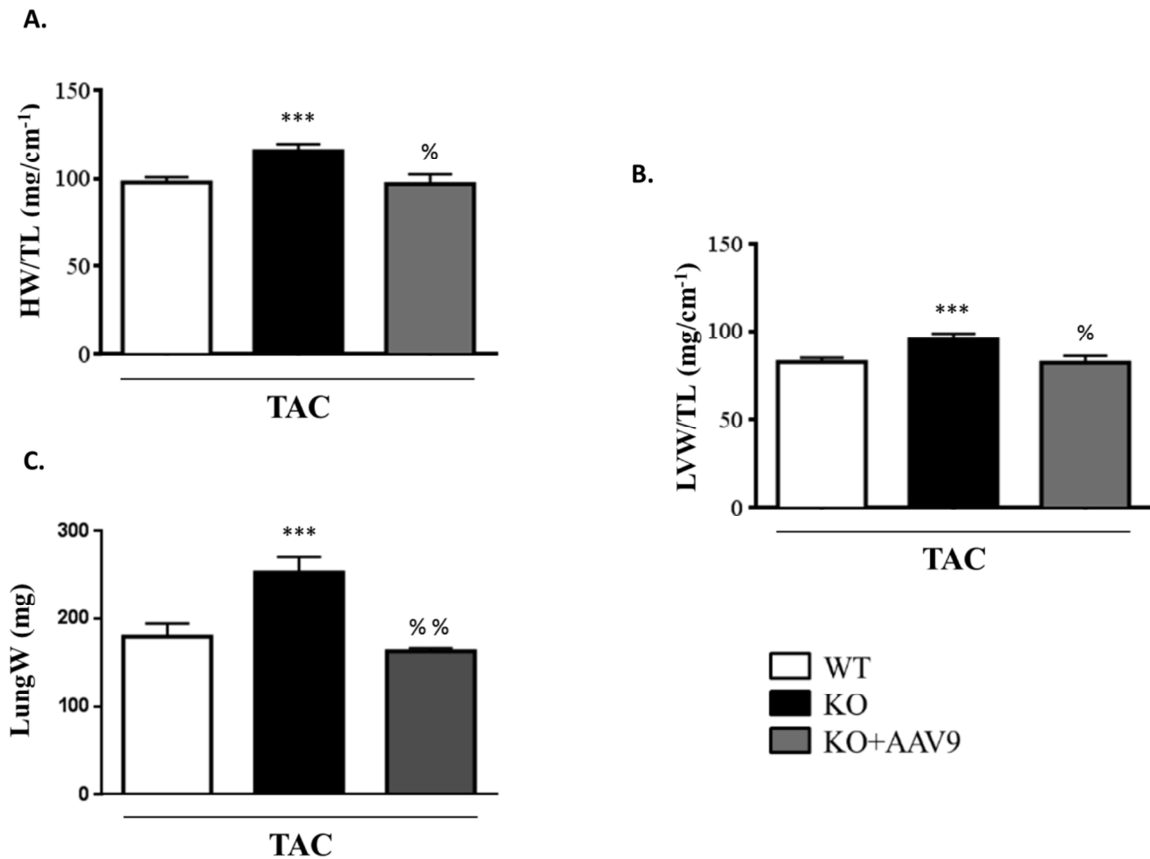 A.
HW/TL (mg/cm-1)
150
100
50
0
***
%
TAC
B.
LVW/TL (mg/cm-1)
150
100
50
0
***
%
TAC
C.
LungW (mg)
300
200
100
0
***
% %
TAC
WT
KO
KO+AAV9